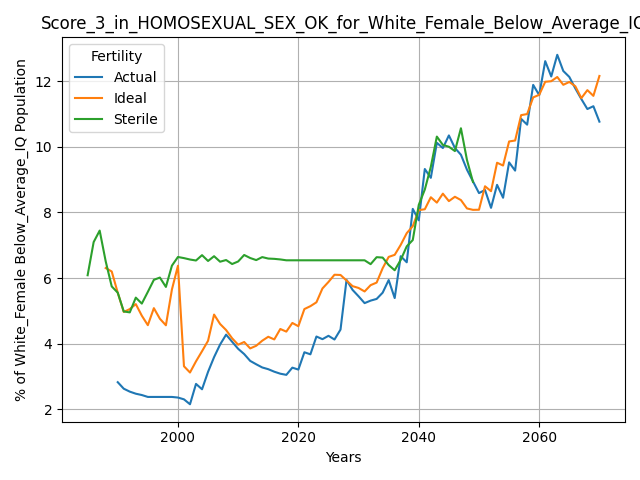 Score_3_in_HOMOSEXUAL_SEX_OK_for_White_Female_Below_Average_IQ
Fertility
Actual
Ideal
Sterile
% of White_Female Below_Average_IQ Population
12
10
8
6
4
2
2000 2020 2040 2060
Years